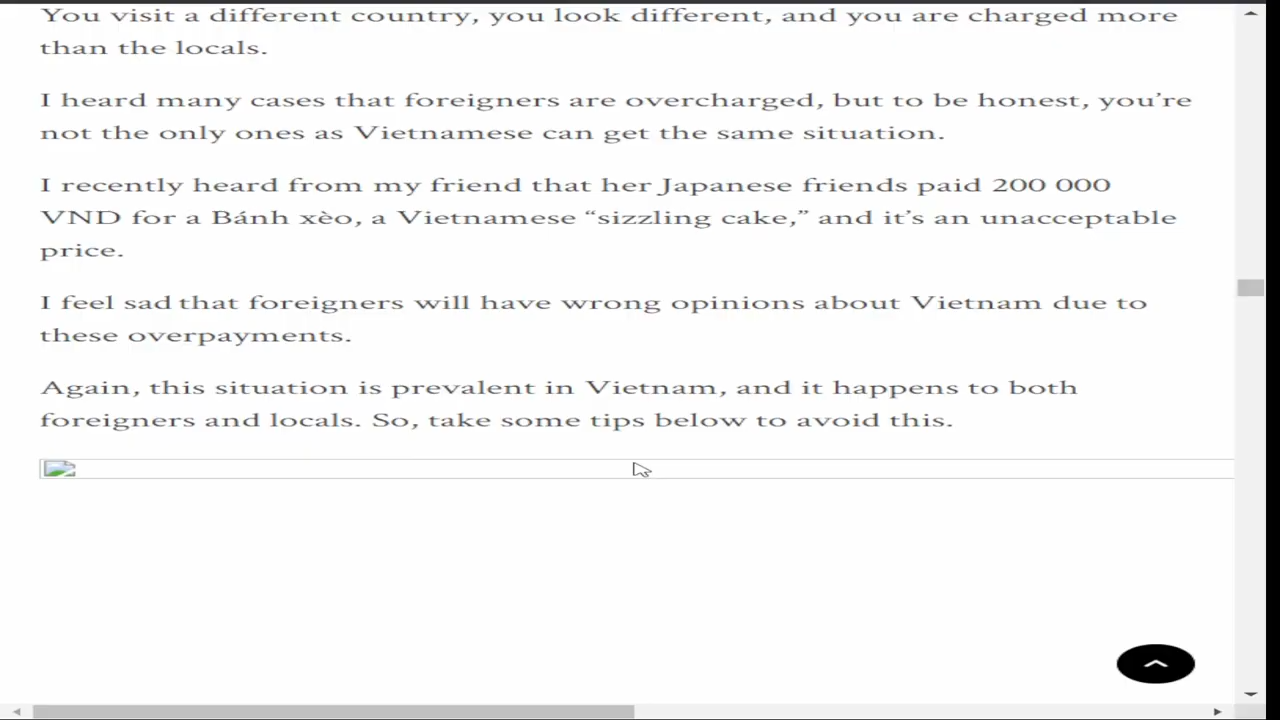 You visit a different country, you look different, and you are charged more
than the locals.
I heard many cases that foreigners are overcharged, but to be honest, you’re
not the only ones as Vietnamese can get the same situation.
I recently heard from my friend that her Japanese friends paid 200 000
VND for a Bánh xèo, a Vietnamese “sizzling cake,” and it’s an unacceptable
price.
I feel sad that foreigners will have wrong opinions about Vietnam due to
these overpayments.
Again, this situation is prevalent in Vietnam, and it happens to both
foreigners and locals. So, take some tips below to avoid this.